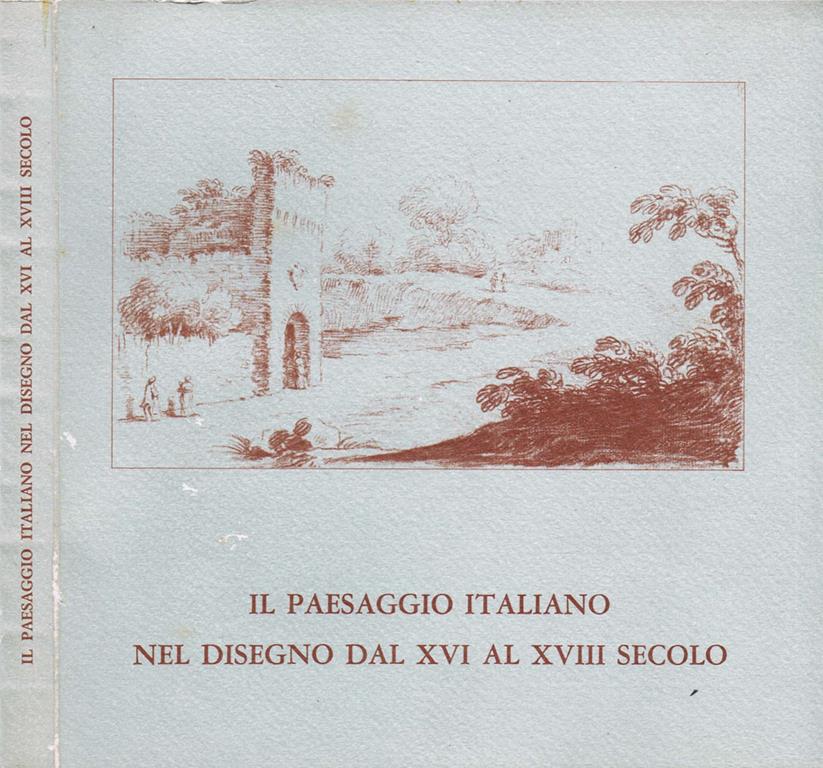 IL PAESAGGIO ITALIANO NEL DISEGNO DAL XVI AL XVIII SECOLO
IL PAESAGGIO ITALIANO
NEL DISEGNO DAL XVI AL XVIII SECOLO